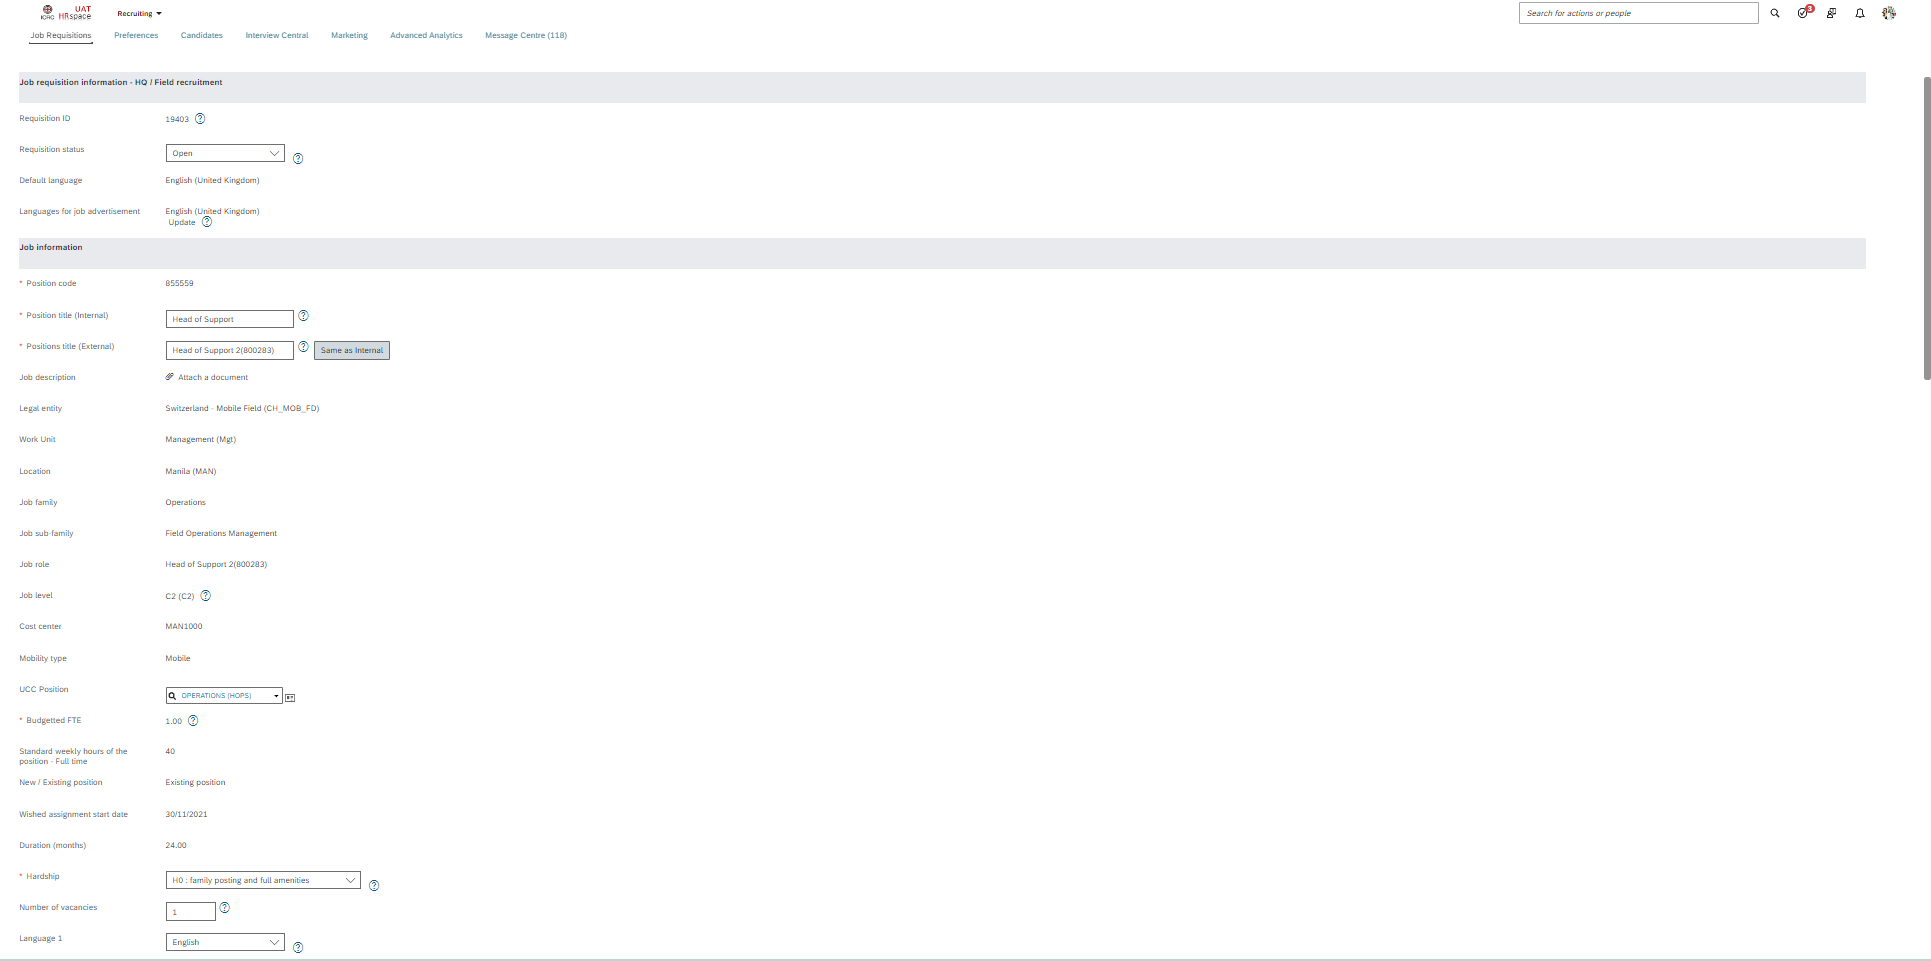 ICRC
UAT
HRspace
Recruiting
Search for actions or people
3
Job Requisitions
Preferences
Candidates
Interview Central
Marketing
Advanced Analytics
Message Centre (118)
Job requisition information - HQ / Field recruitment
Requisition ID
19403
Requisition status
Open
Default language
English (United Kingdom)
Languages for job advertisement
English (United Kingdom)
Update
Job information
* Position code
855559
* Position title (Internal)
Head of Support
* Positions title (External)
Head of Support 2(800283)
Same as Internal
Job description
Attach a document
Legal entity
Switzerland - Mobile Field (CH_MOB_FD)
Work Unit
Management (Mgt)
Location
Manila (MAN)
Job family
Operations
Job sub-family
Field Operations Management
Job role
Head of Support 2(800283)
Job level
C2 (C2)
Cost center
MAN1000
Mobility type
Mobile
UCC Position
OPERATIONS (HOPS)
* Budgetted FTE
1.00
Standard weekly hours of the
position - Full time
40
New / Existing position
Existing position
Wished assignment start date
30/11/2021
Duration (months)
24.00
* Hardship
H0 : family posting and full amenities
Number of vacancies
1
Language 1
English